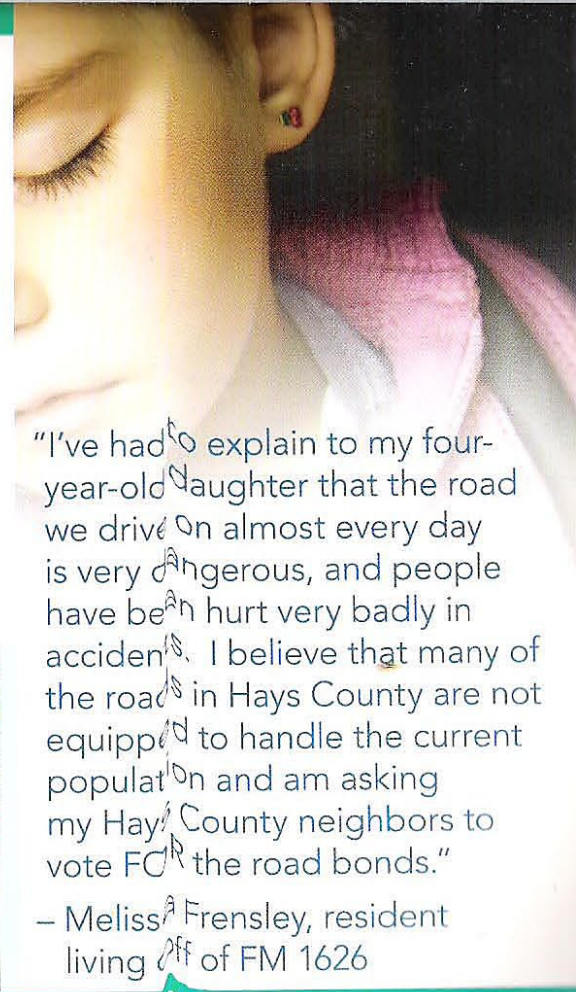 "I've had to explain to my four-
year-old daughter that the road
we drive on almost every day
is very dangerous, and people
have been hurt very badly in
accidents. I believe that many of
the roads in Hays County are not
equipped to handle the current
population and am asking
my Hays County neighbors to
vote FOR the road bonds."
– Melissa Frensley, resident
living off of FM 1626